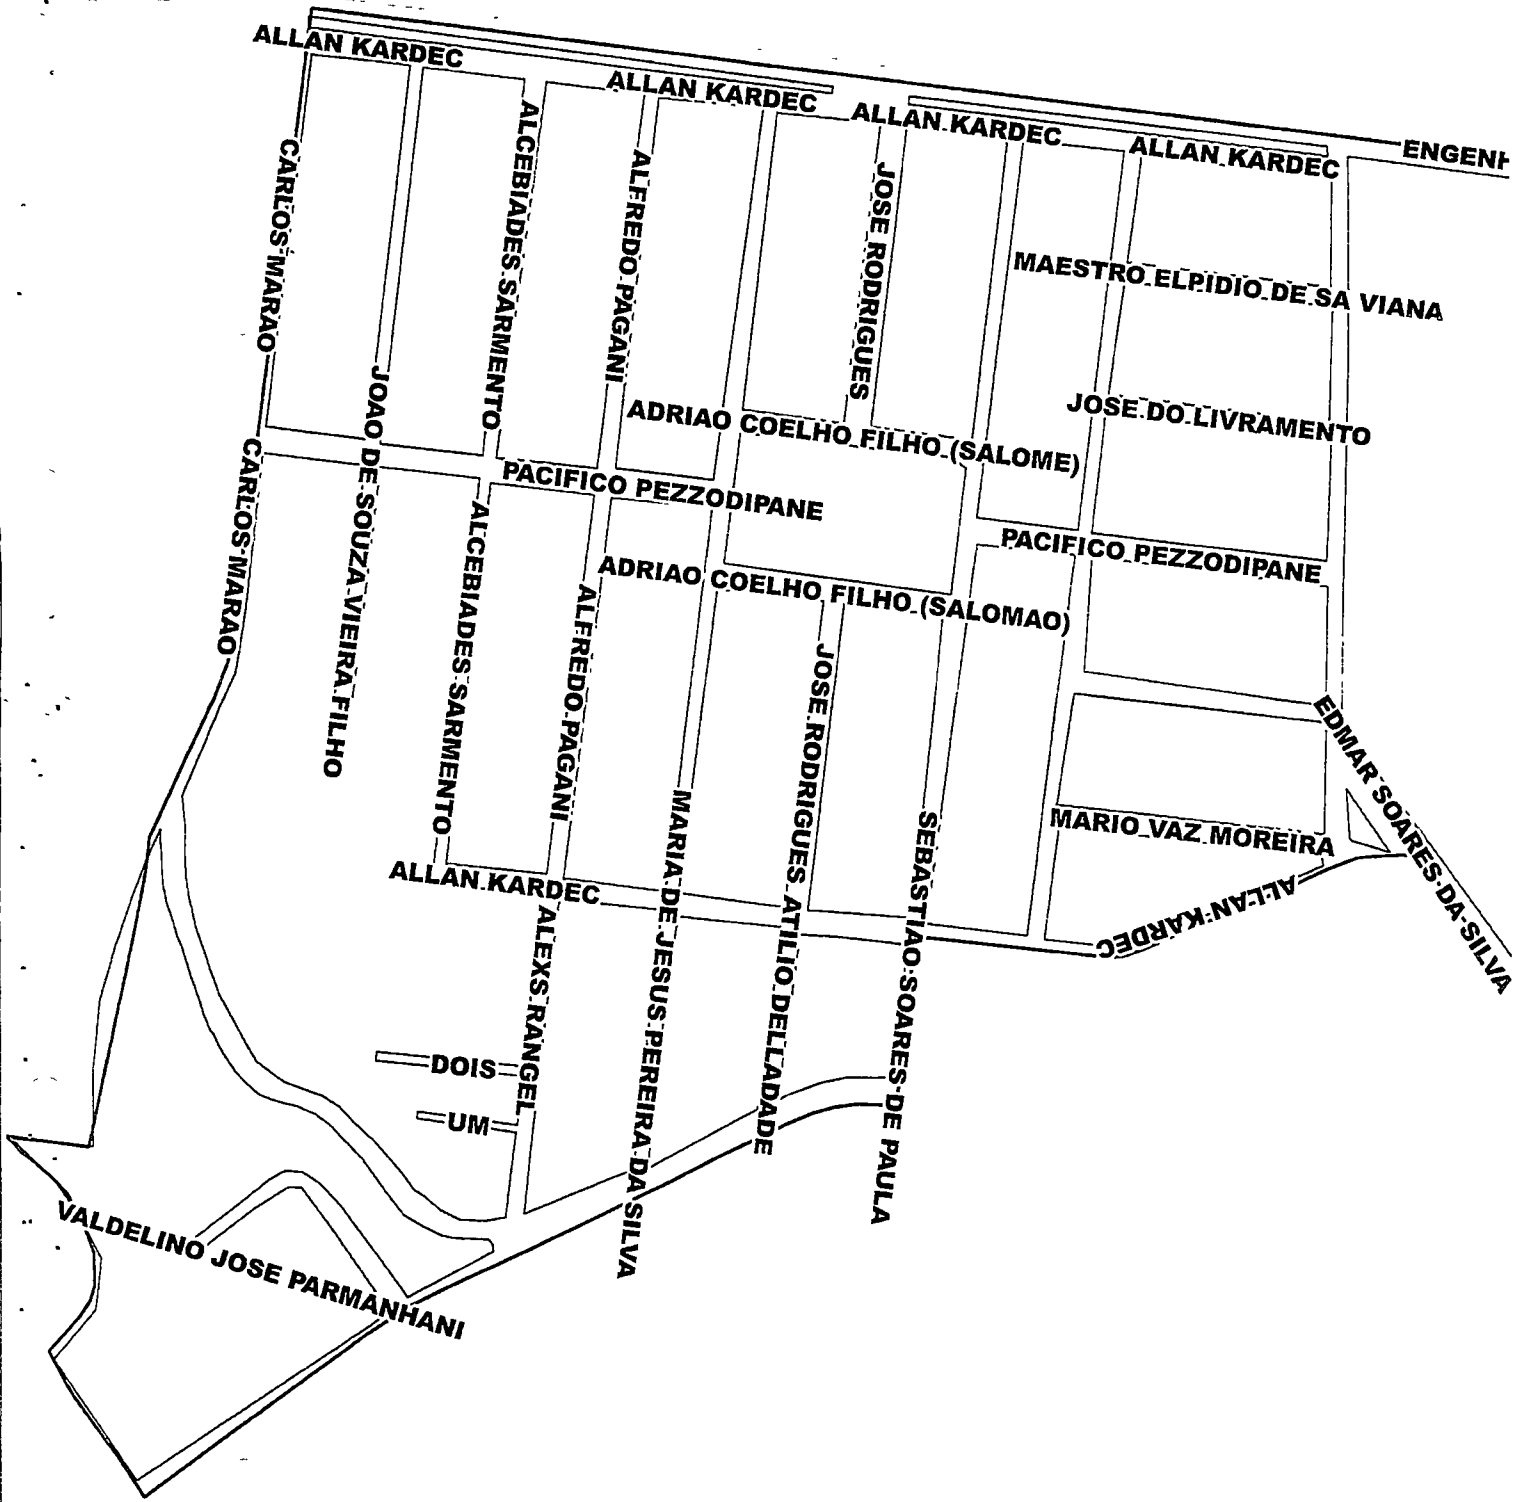 ALLAN KARDEC
ALLAN KARDEC
ALLAN KARDEC
ALLAN KARDEC
ENGENH
CARLOS MARAO
ALCEBIADES SARMENTO
ALFREDO PAGANI
JOSE RODRIGUES
MAESTRO ELPIDIO DE SA VIANA
JOAO DE SOUZA VIEIRA FILHO
ADRIAO COELHO FILHO (SALOME)
JOSE DO LIVRAMENTO
CARLOS MARAO
PACIFICO PEZZODIPANE
PACIFICO PEZZODIPANE
ALCEBIADES SARMENTO
ALFREDO PAGANI
ADRIAO COELHO FILHO (SALOMAO)
JOSE RODRIGUES ATILIO DELLADADE
EDMAR SOARES DA SILVA
MARIA DE JESUS PEREIRA DA SILVA
SEBASTIAO SOARES DE PAULA
MARIO VAZ MOREIRA
ALLAN KARDEC
ALLAN KARDEC
ALEXS RANGEL
DOIS
UM
VALDELINO JOSE PARMANHANI